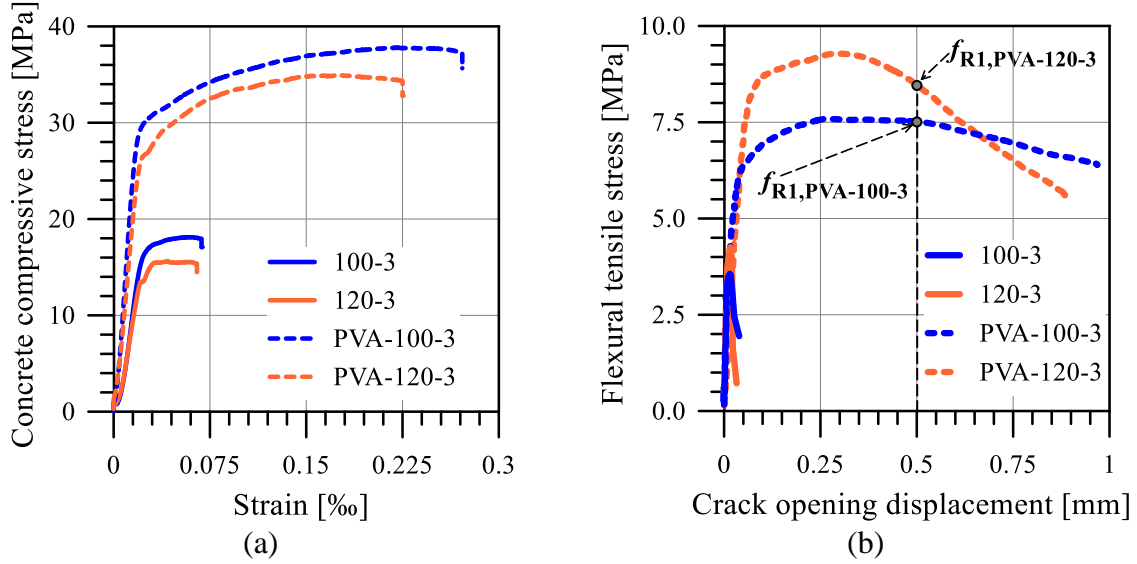 Concrete compressive stress [MPa]
40
30
20
10
0
0 0.075 0.15 0.225 0.3
Strain [‰]
100-3
120-3
PVA-100-3
PVA-120-3
(a)
Flexural tensile stress [MPa]
10.0
7.5
5.0
2.5
0.0
0 0.25 0.50 0.75 1
Crack opening displacement [mm]
fR1,PVA-120-3
fR1,PVA-100-3
100-3
120-3
PVA-100-3
PVA-120-3
(b)